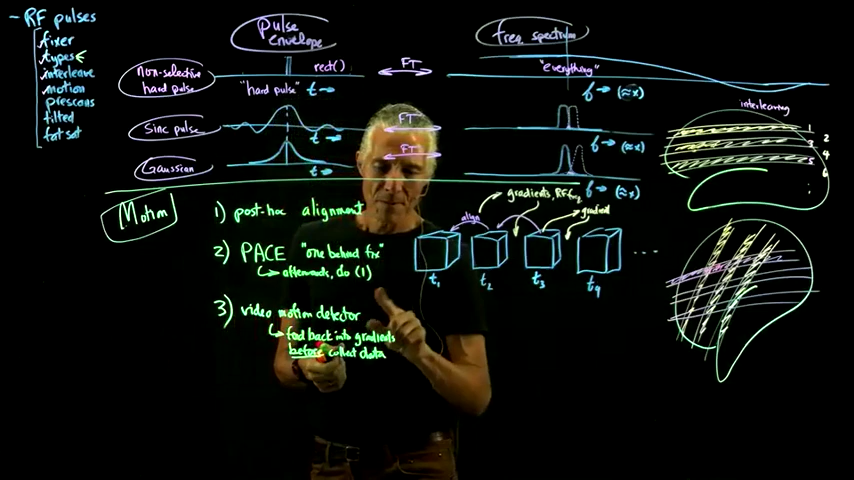 - RF pulses
fixer
types
interleave
motion
prescans
tilted
fat sat
pulse
envelope
freq spectrum
non-selective
hard pulse
rect()
"hard pulse"
t →
FT
"everything"
f → (≈x)
Sinc pulse
t →
FT
f → (≈x)
Gaussian
t →
FT
f → (≈x)
interleaving
1
2
3
4
5
6
Motion
1) post-hoc alignment
2) PACE "one behind fix"
↳ afterwards, do (1)
3) video motion detector
↳ feed back into gradients
before collect data
align
gradients, RF freq
gradient
t1
t2
t3
t4
...